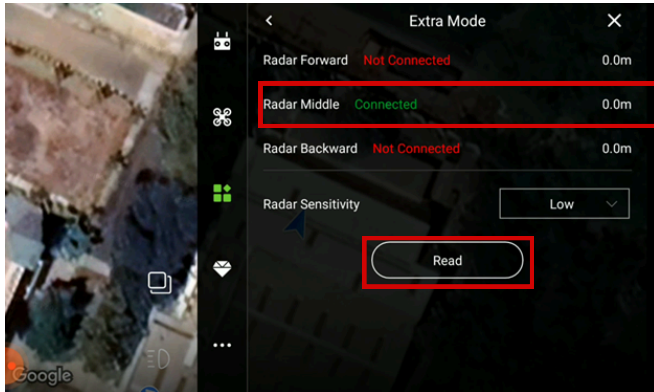 Extra Mode
Radar Forward Not Connected 0.0m
Radar Middle Connected 0.0m
Radar Backward Not Connected 0.0m
Radar Sensitivity Low
Read
Google